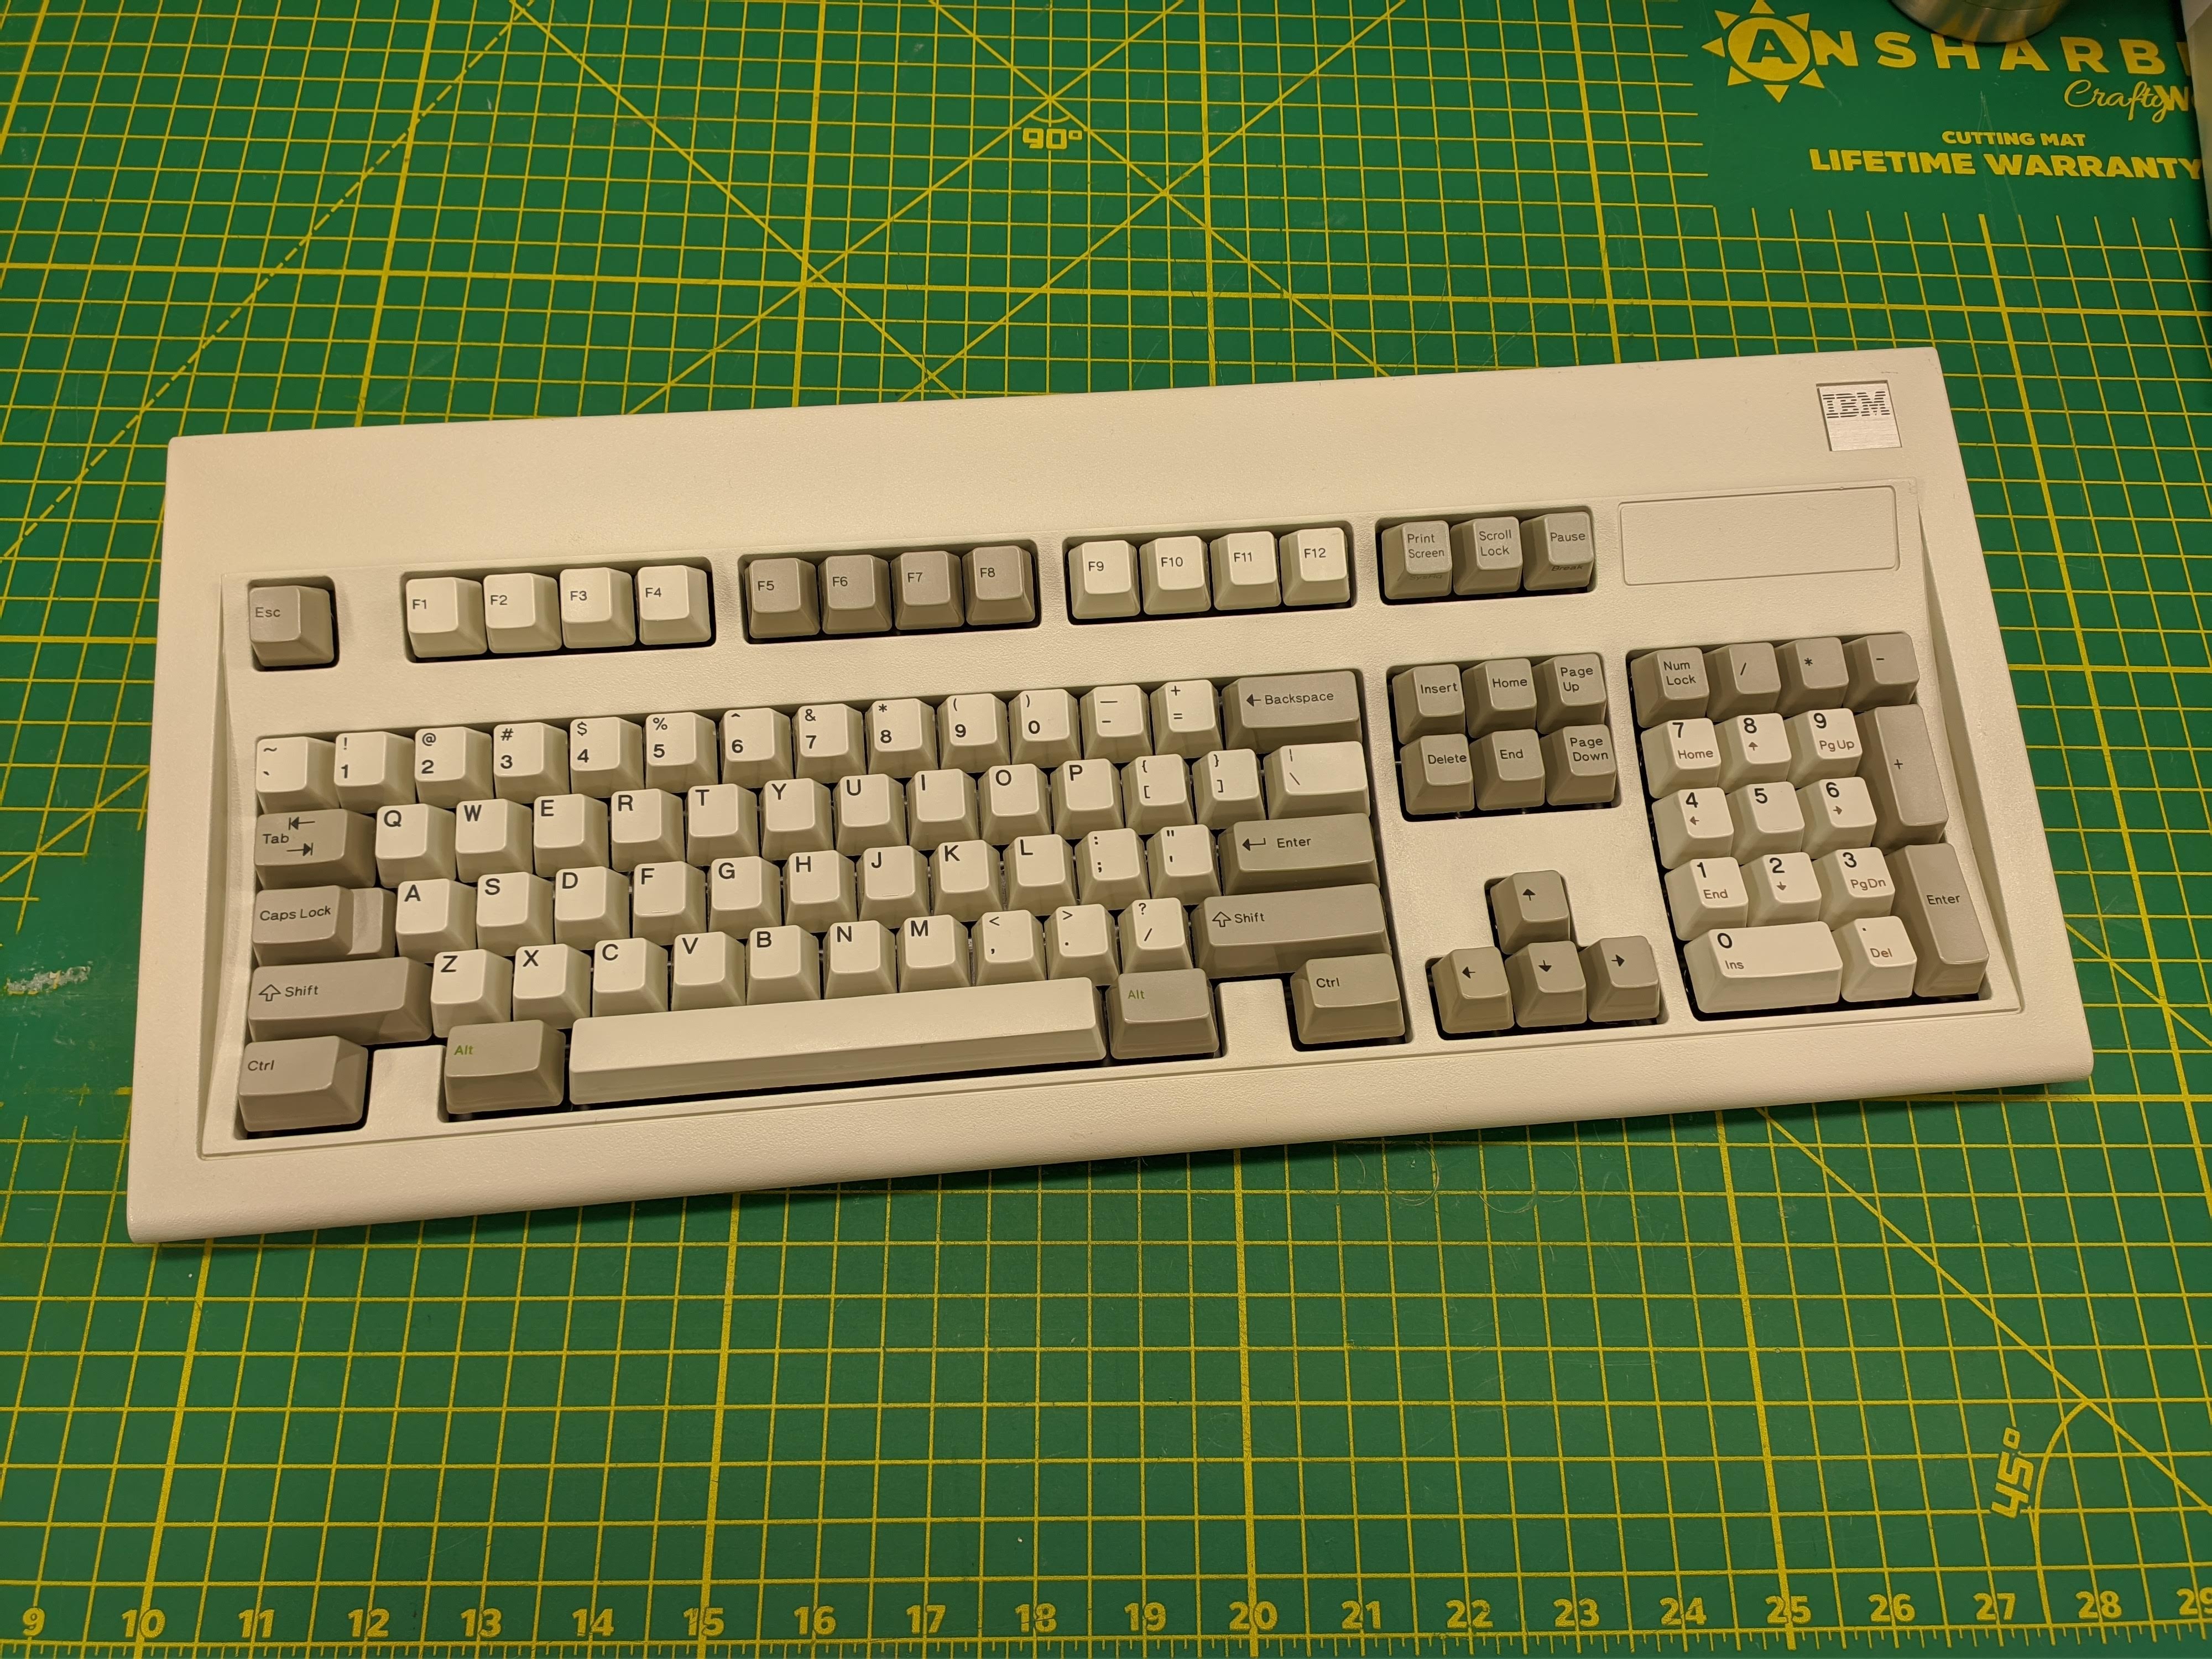 ANSHARB
Crafty W
CUTTING MAT
LIFETIME WARRANTY
90°
IBM
Esc F1 F2 F3 F4 F5 F6 F7 F8 F9 F10 F11 F12 Print Screen Scroll Lock Pause
Break
~ ` ! 1 @ 2 # 3 $ 4 % 5 ^ 6 & 7 * 8 ( 9 ) 0 — - + = ← Backspace Insert Home Page Up Num Lock / * -
Tab Q W E R T Y U I O P { [ } ] | \ Delete End Page Down 7 Home 8 ↑ 9 PgUp +
Caps Lock A S D F G H J K L : ; " ' ↵ Enter 4 ← 5 6 →
⇧ Shift Z X C V B N M < , > . ? / ⇧ Shift ↑ 1 End 2 ↓ 3 PgDn Enter
Ctrl Alt Alt Ctrl ← ↓ → 0 Ins . Del
45°
9 10 11 12 13 14 15 16 17 18 19 20 21 22 23 24 25 26 27 28